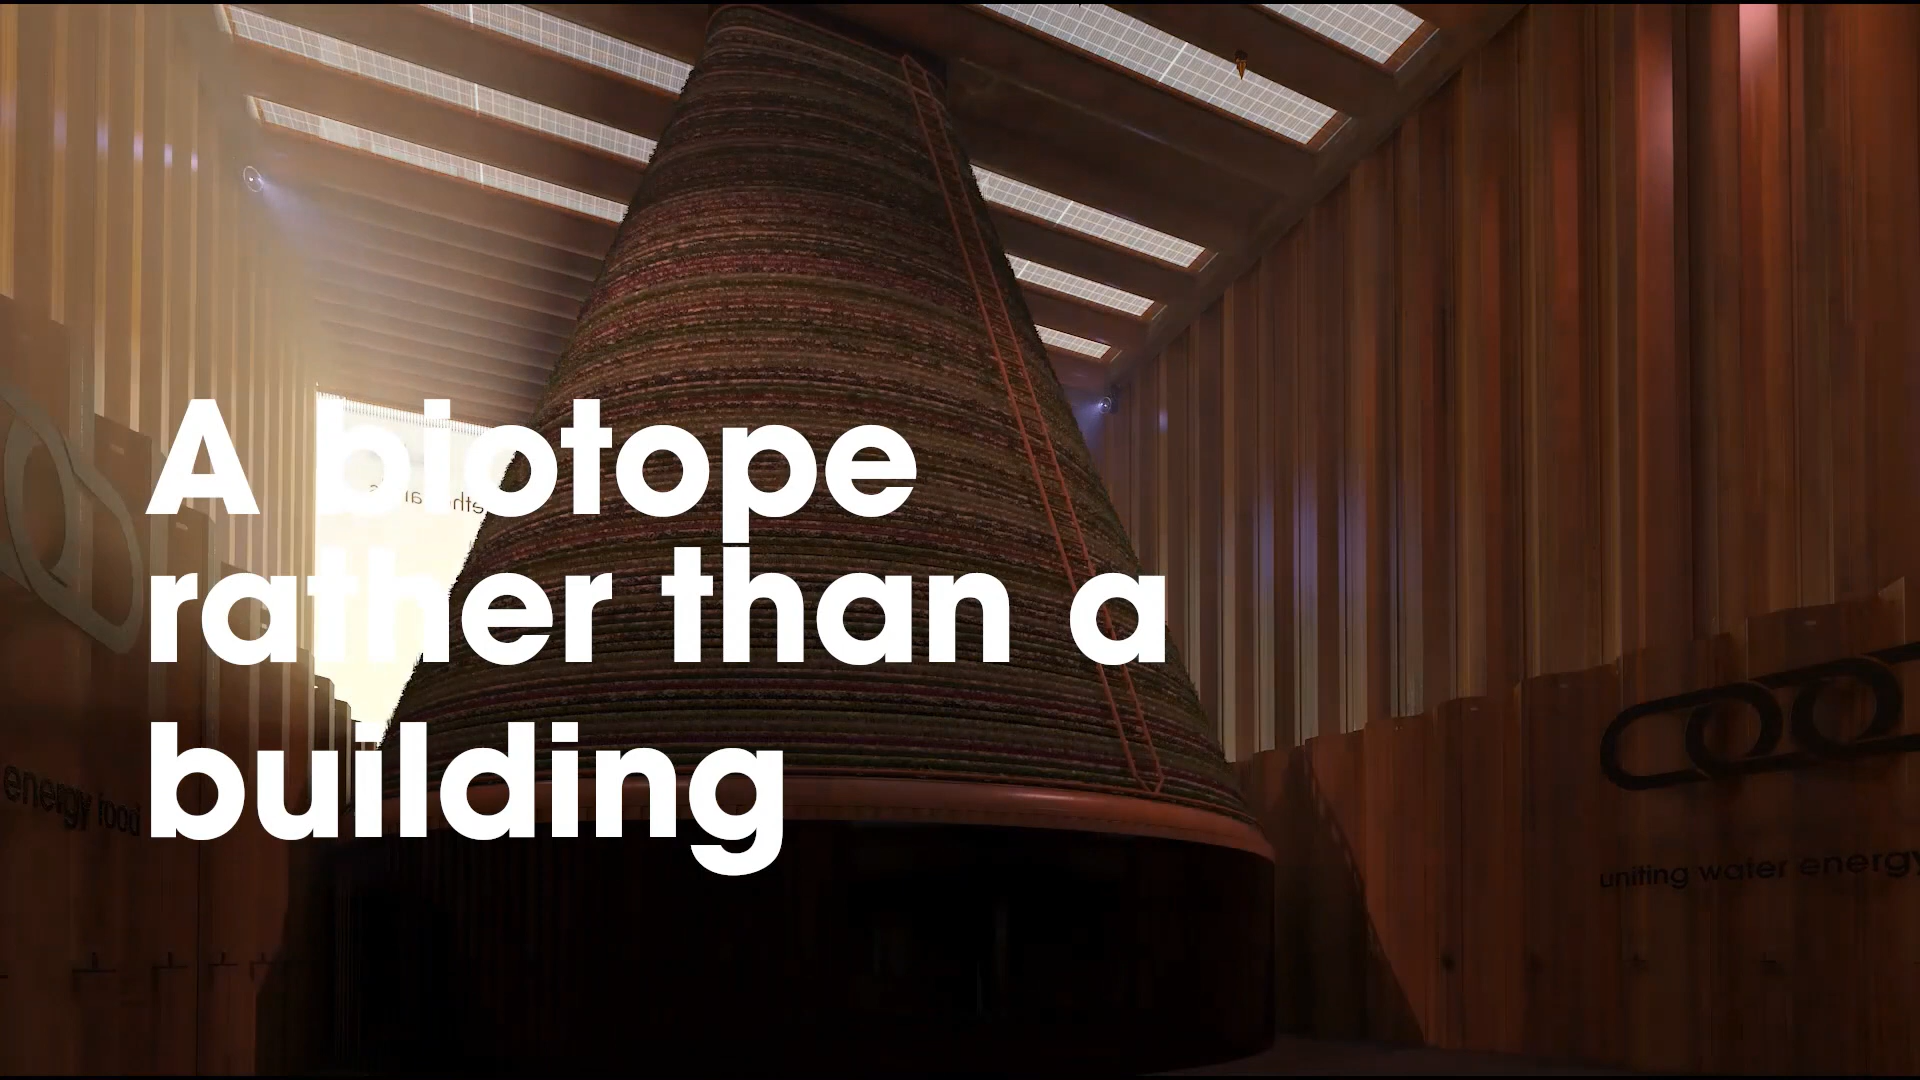 A biotope
rather than a
building
energy food
uniting water energy